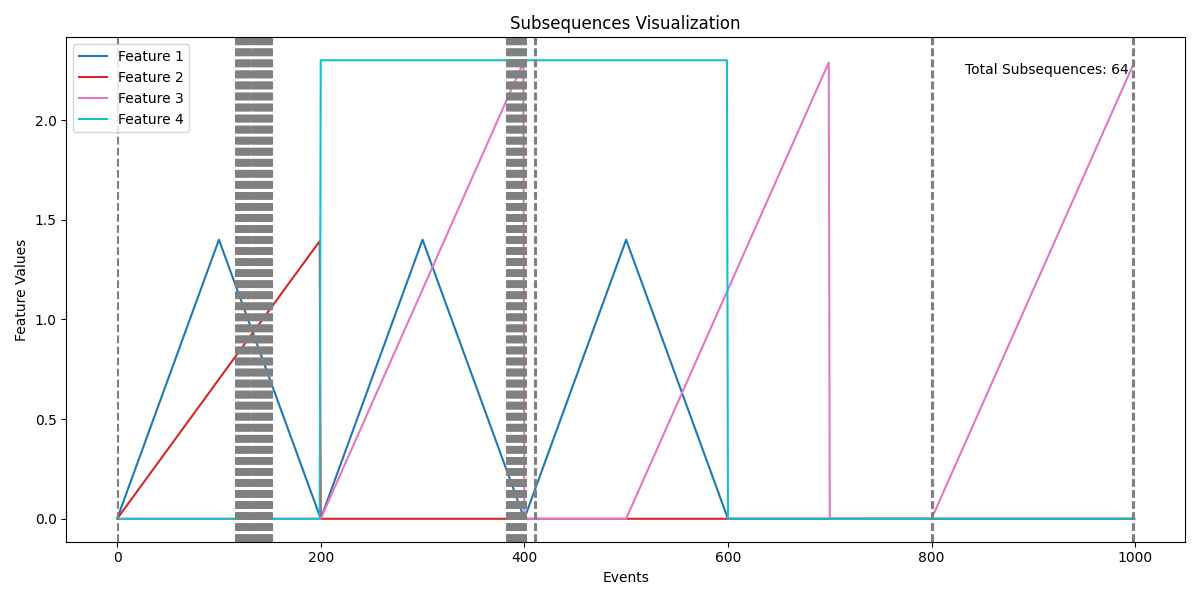 Subsequences Visualization
Feature 1
Feature 2
Feature 3
Feature 4
Total Subsequences: 64
Feature Values
2.0
1.5
1.0
0.5
0.0
0
200
400
600
800
1000
Events